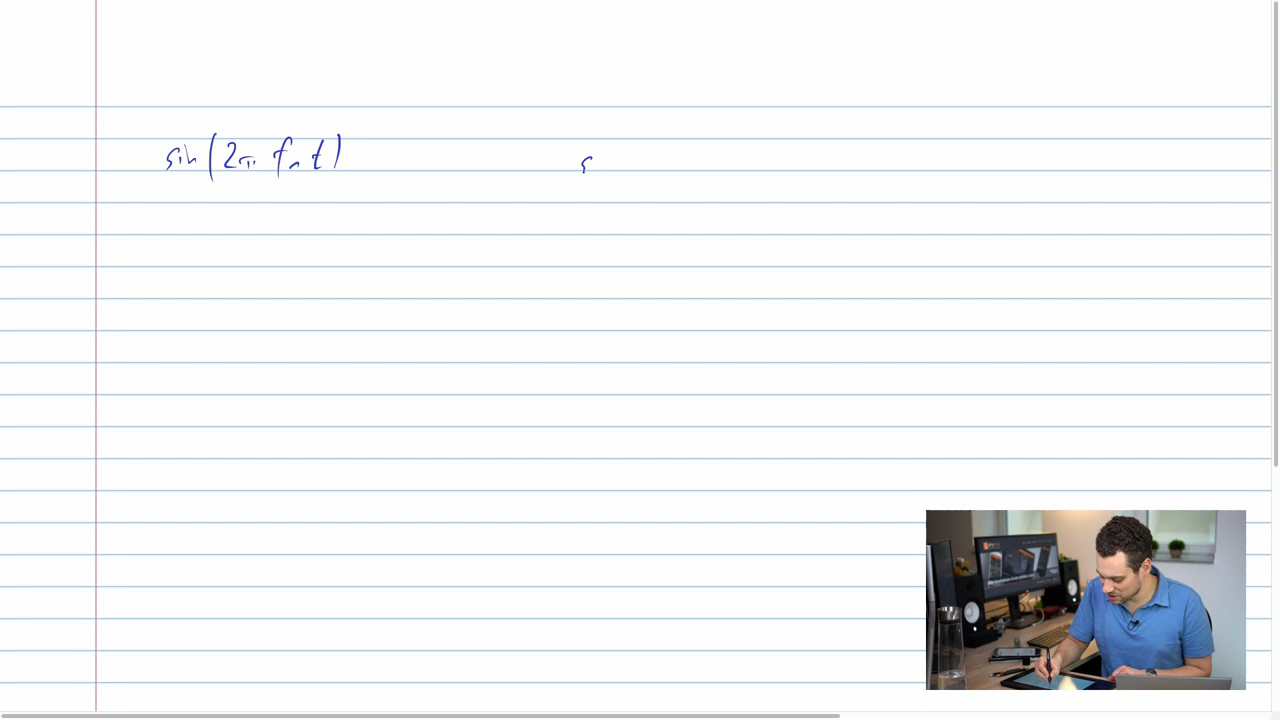 sin(2π fₙ t) s